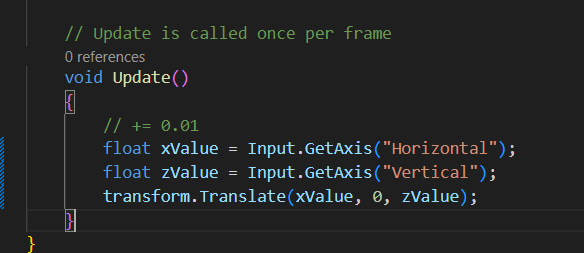 // Update is called once per frame
0 references
void Update()
{
// += 0.01
float xValue = Input.GetAxis("Horizontal");
float zValue = Input.GetAxis("Vertical");
transform.Translate(xValue, 0, zValue);
}
}